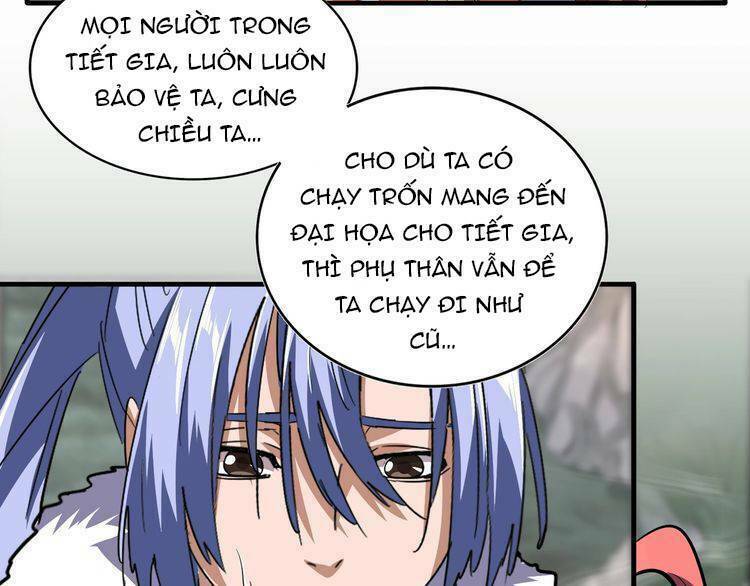 MỌI NGƯỜI TRONG
TIẾT GIA, LUÔN LUÔN
BẢO VỆ TA, CƯNG
CHIỀU TA...
CHO DÙ TA CÓ
CHẠY TRỐN MANG ĐẾN
ĐẠI HỌA CHO TIẾT GIA,
THÌ PHỤ THÂN VẪN ĐỂ
TA CHẠY ĐI NHƯ
CŨ...